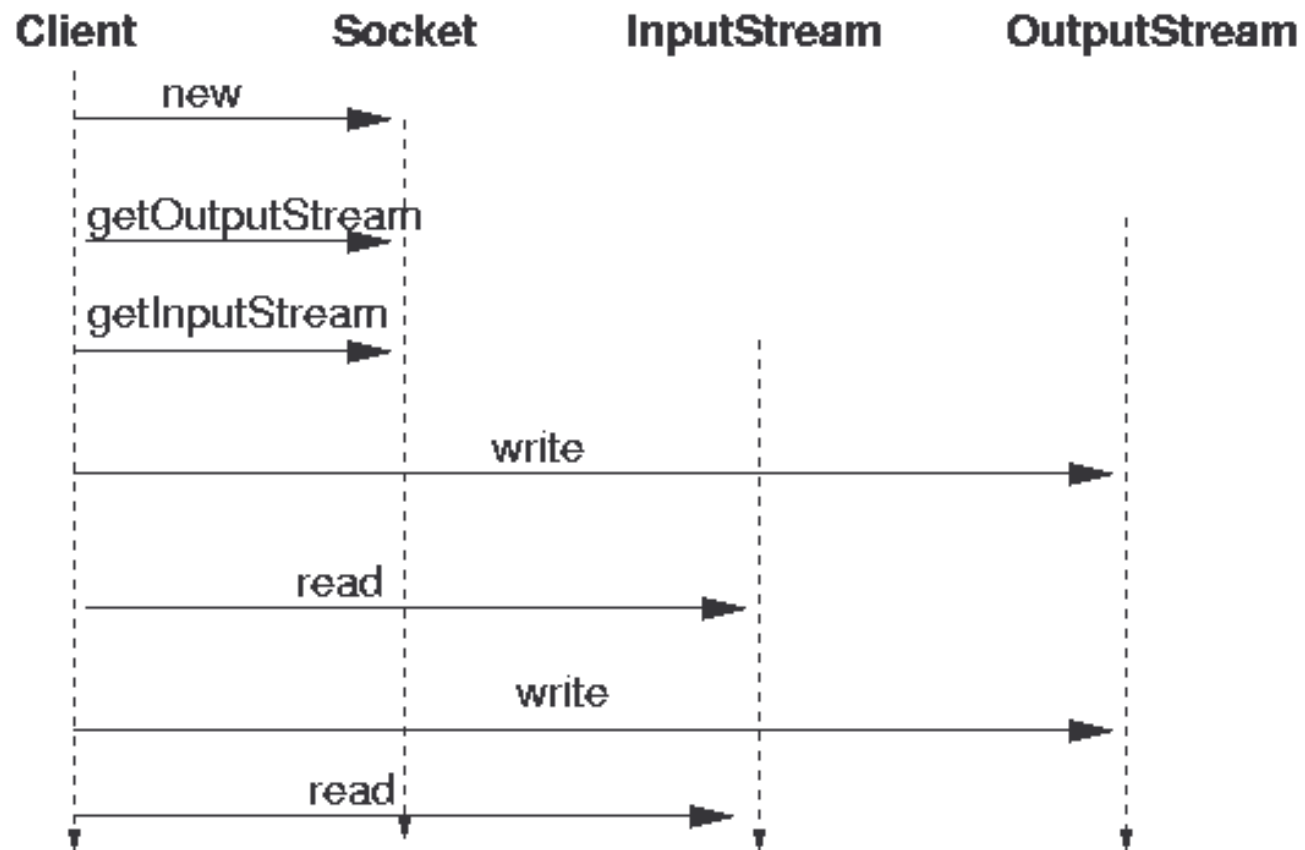 Client Socket InputStream OutputStream
new
getOutputStream
getInputStream
write
read
write
read